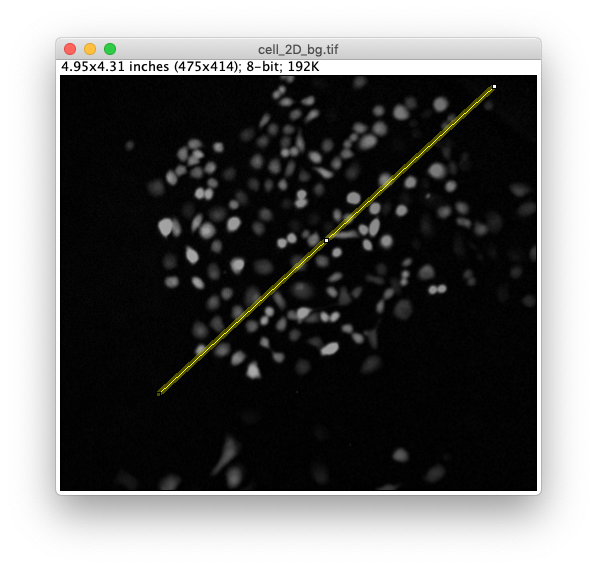 cell_2D_bg.tif
4.95x4.31 inches (475x414); 8-bit; 192K